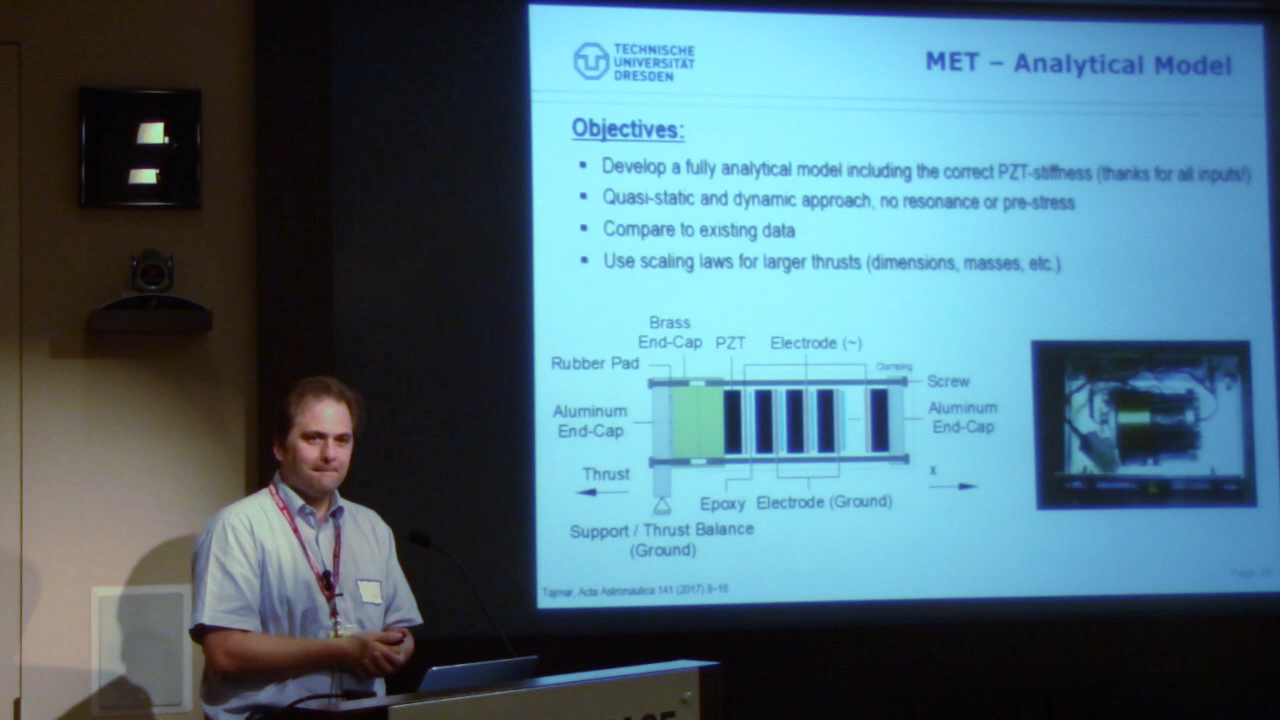 TECHNISCHE
UNIVERSITÄT
DRESDEN
MET – Analytical Model
Objectives:
▪ Develop a fully analytical model including the correct PZT-stiffness (thanks for all inputs!)
▪ Quasi-static and dynamic approach, no resonance or pre-stress
▪ Compare to existing data
▪ Use scaling laws for larger thrusts (dimensions, masses, etc.)
Brass
End-Cap
PZT
Electrode (~)
Rubber Pad
Clamping
Screw
Aluminum
End-Cap
Aluminum
End-Cap
Thrust
x
Epoxy
Electrode (Ground)
Support / Thrust Balance
(Ground)
Tajmar, Acta Astronautica 141 (2017) 8–16